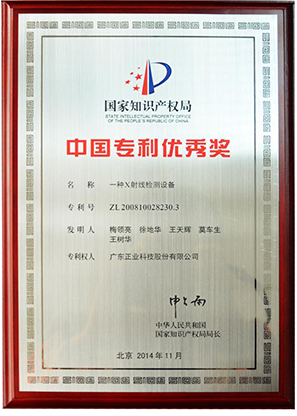 国家知识产权局
STATE INTELLECTUAL PROPERTY OFFICE
OF THE PEOPLE'S REPUBLIC OF CHINA
中国专利优秀奖
名 称 一种X射线检测设备
专 利 号 ZL200810028230.3
发 明 人 梅领亮 徐地华 王天辉 莫车生
王树华
专利权人 广东正业科技股份有限公司
中华人民共和国
国家知识产权局局长
北京 2014年11月